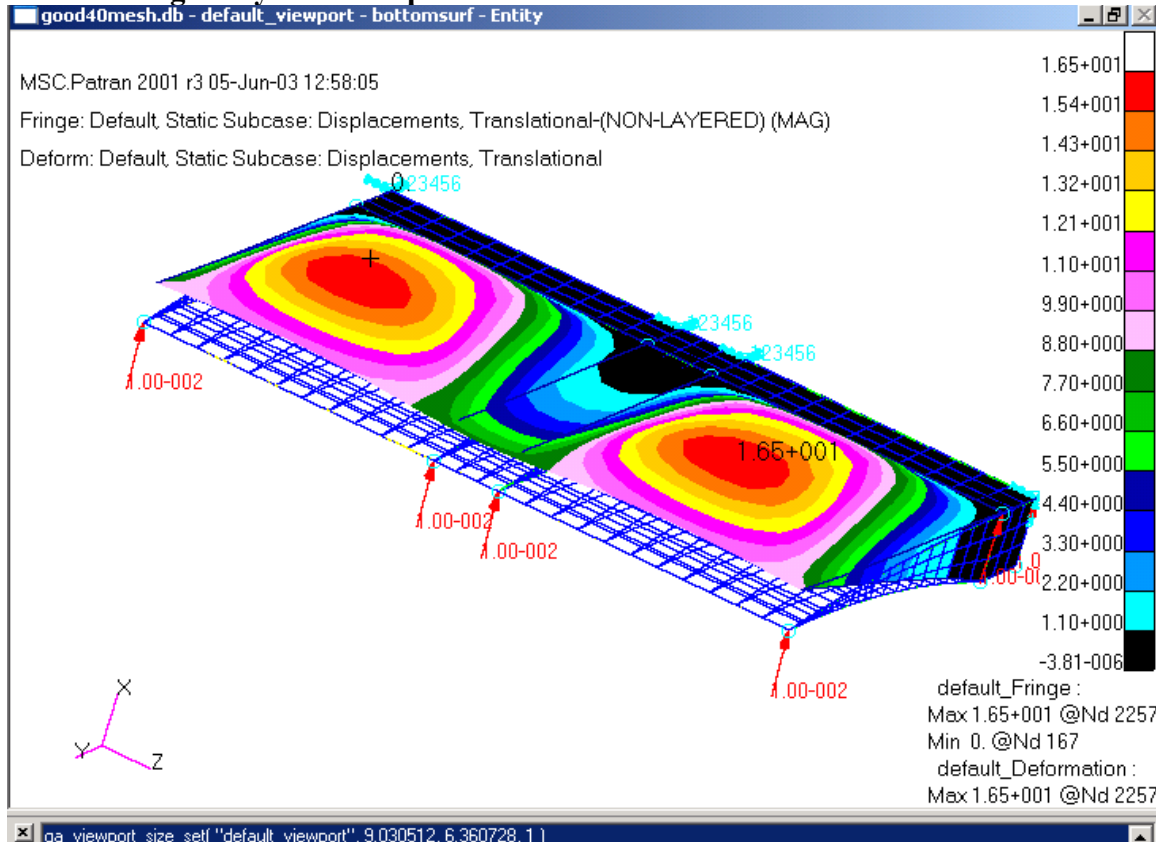 good40mesh.db - default_viewport - bottomsurf - Entity
MSC.Patran 2001 r3 05-Jun-03 12:58:05
Fringe: Default, Static Subcase: Displacements, Translational-(NON-LAYERED) (MAG)
Deform: Default, Static Subcase: Displacements, Translational
1.65+001
1.54+001
1.43+001
1.32+001
1.21+001
1.10+001
9.90+000
8.80+000
7.70+000
6.60+000
5.50+000
4.40+000
3.30+000
2.20+000
1.10+000
-3.81-006
0.
23456
23456
23456
1.00-002
1.65+001
1.00-002
1.00-002
1.00-002
X
Y
Z
default_Fringe :
Max 1.65+001 @Nd 2257
Min 0. @Nd 167
default_Deformation :
Max 1.65+001 @Nd 2257
ga_viewport_size_set( "default_viewport", 9.030512, 6.360728, 1 )